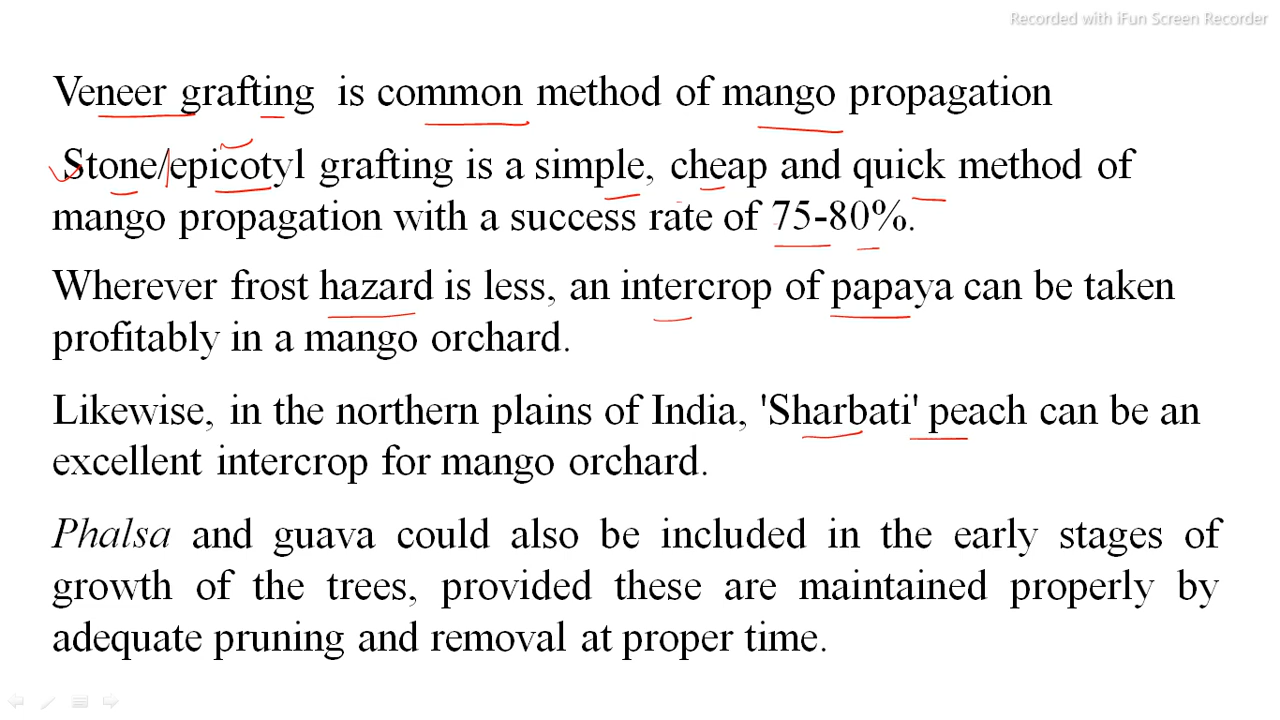 Recorded with iFun Screen Recorder
Veneer grafting is common method of mango propagation
Stone/epicotyl grafting is a simple, cheap and quick method of
mango propagation with a success rate of 75-80%.
Wherever frost hazard is less, an intercrop of papaya can be taken
profitably in a mango orchard.
Likewise, in the northern plains of India, 'Sharbati' peach can be an
excellent intercrop for mango orchard.
Phalsa and guava could also be included in the early stages of
growth of the trees, provided these are maintained properly by
adequate pruning and removal at proper time.